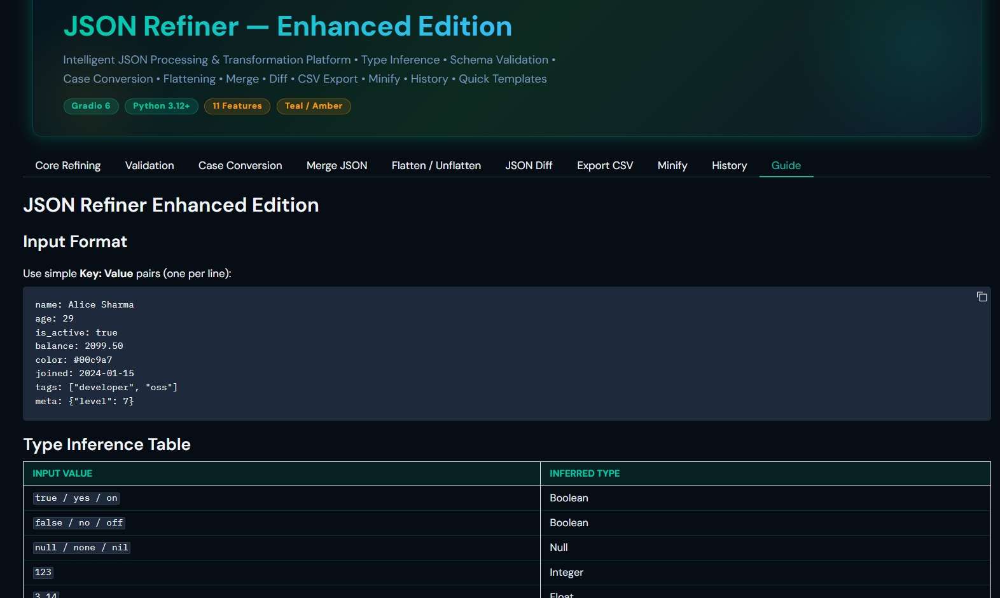 JSON Refiner — Enhanced Edition
Intelligent JSON Processing & Transformation Platform • Type Inference • Schema Validation •
Case Conversion • Flattening • Merge • Diff • CSV Export • Minify • History • Quick Templates
Gradio 6 Python 3.12+ 11 Features Teal / Amber
Core Refining Validation Case Conversion Merge JSON Flatten / Unflatten JSON Diff Export CSV Minify History Guide
JSON Refiner Enhanced Edition
Input Format
Use simple Key: Value pairs (one per line):
name: Alice Sharma
age: 29
is_active: true
balance: 2099.50
color: #00c9a7
joined: 2024-01-15
tags: ["developer", "oss"]
meta: {"level": 7}
Type Inference Table
INPUT VALUE INFERRED TYPE
true / yes / on Boolean
false / no / off Boolean
null / none / nil Null
123 Integer
3.14 Float